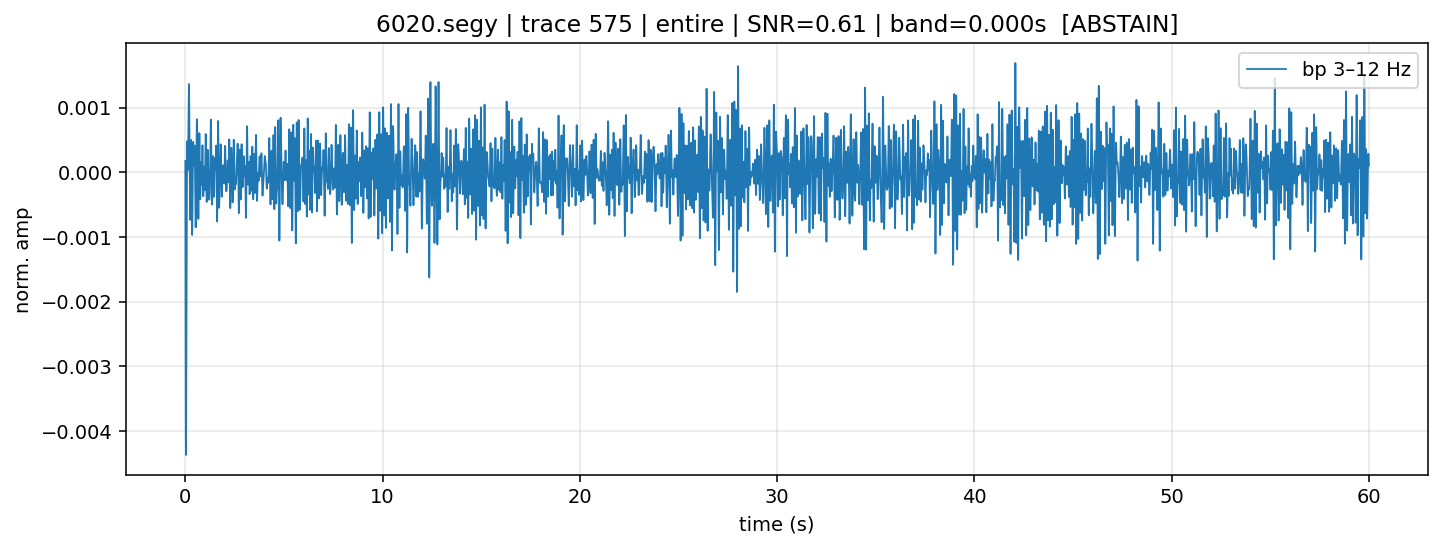 6020.segy | trace 575 | entire | SNR=0.61 | band=0.000s  [ABSTAIN]
bp 3–12 Hz
norm. amp
0.001
0.000
−0.001
−0.002
−0.003
−0.004
0 10 20 30 40 50 60
time (s)